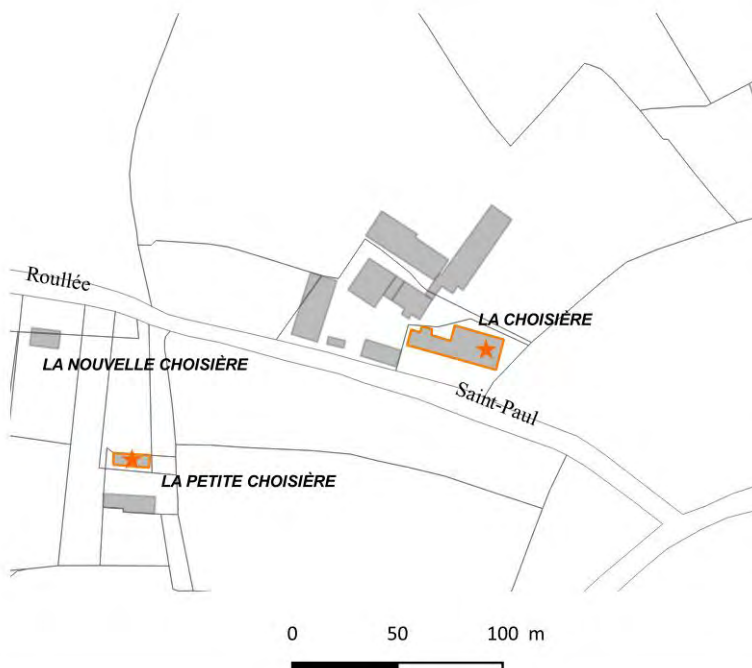 Roullée
LA CHOISIÈRE
LA NOUVELLE CHOISIÈRE
Saint-Paul
LA PETITE CHOISIÈRE
0 50 100 m